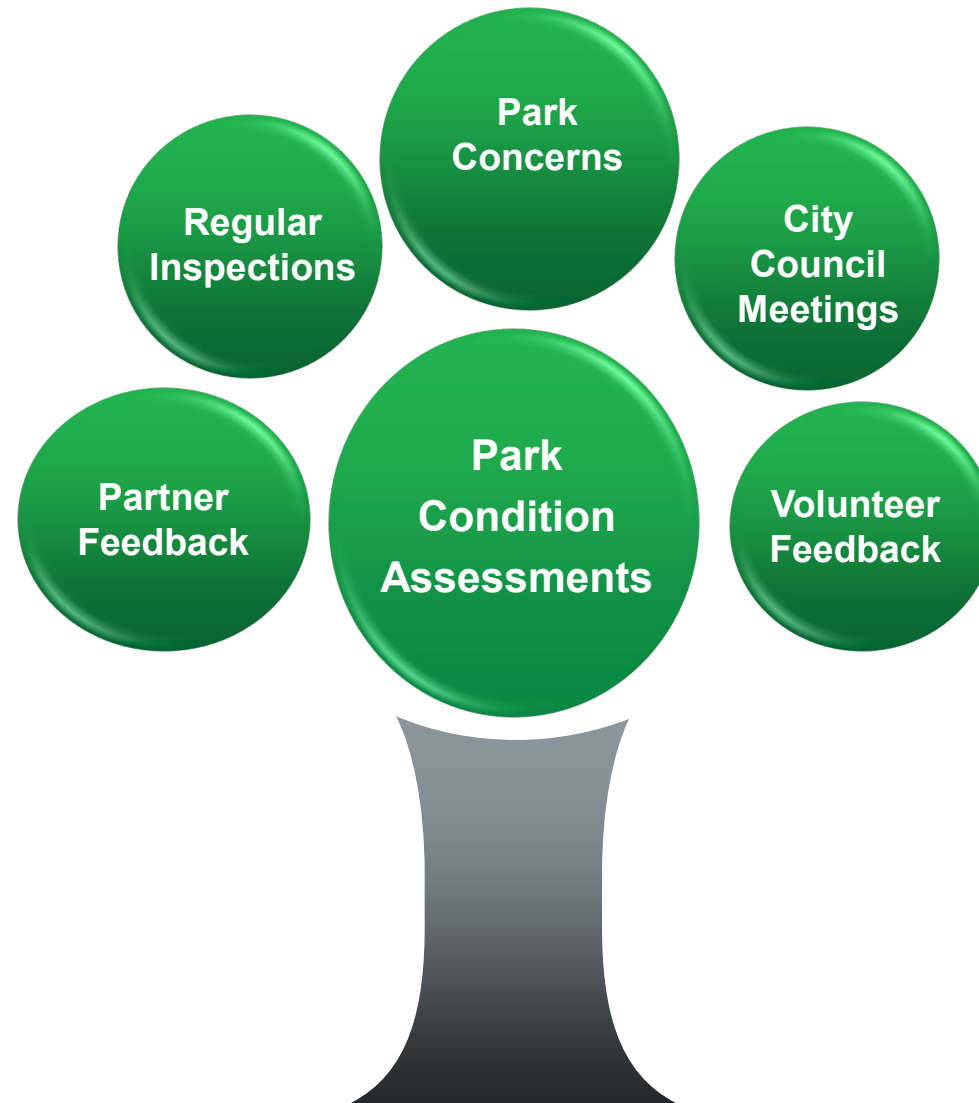 Park
Concerns
Regular
Inspections
City
Council
Meetings
Park
Condition
Assessments
Partner
Feedback
Volunteer
Feedback